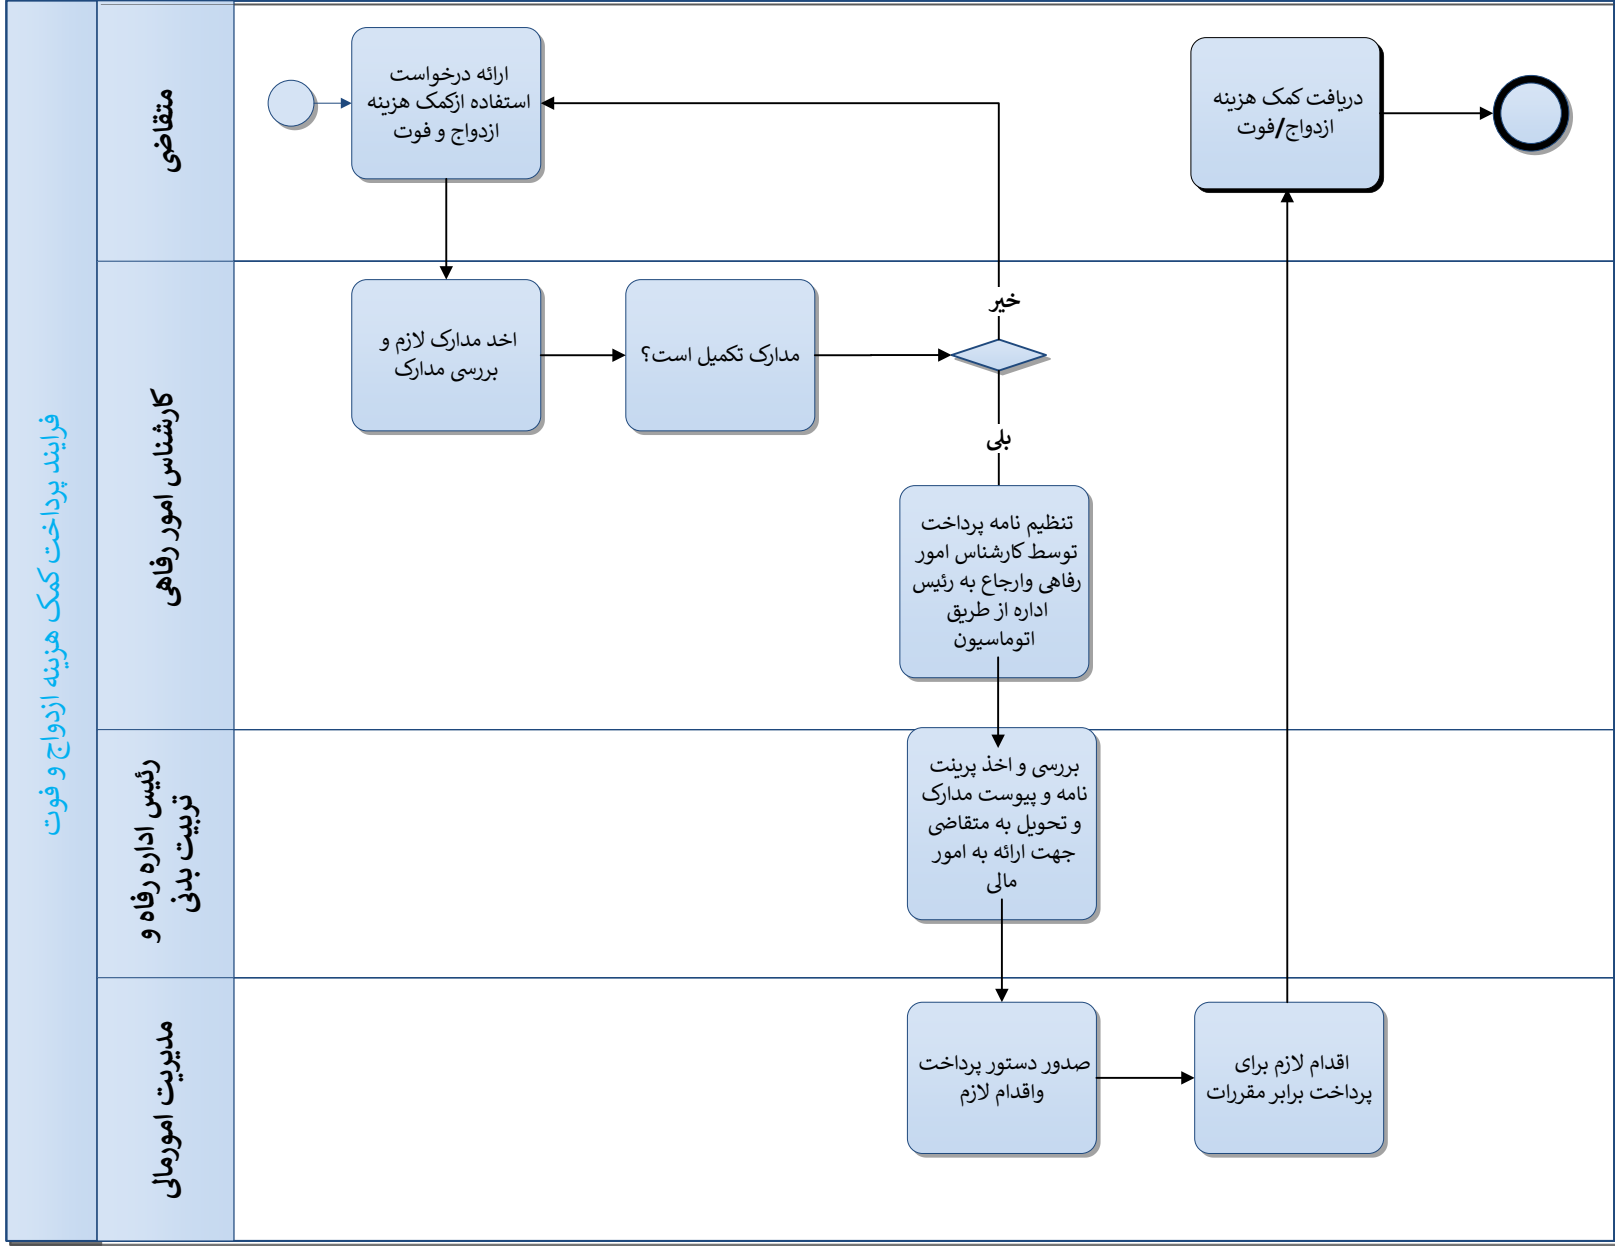 فرایند پرداخت کمک هزینه ازدواج و فوت
متقاضی
ارائه درخواست
استفاده ازکمک هزینه
ازدواج و فوت
دریافت کمک هزینه
ازدواج/فوت
کارشناس امور رفاهی
اخد مدارک لازم و
بررسی مدارک
مدارک تکمیل است؟
خیر
بلی
تنظیم نامه پرداخت
توسط کارشناس امور
رفاهی وارجاع به رئیس
اداره از طریق
اتوماسیون
رئیس اداره رفاه و
تربیت بدنی
بررسی و اخذ پرینت
نامه و پیوست مدارک
و تحویل به متقاضی
جهت ارائه به امور
مالی
مدیریت امورمالی
صدور دستور پرداخت
واقدام لازم
اقدام لازم برای
پرداخت برابر مقررات